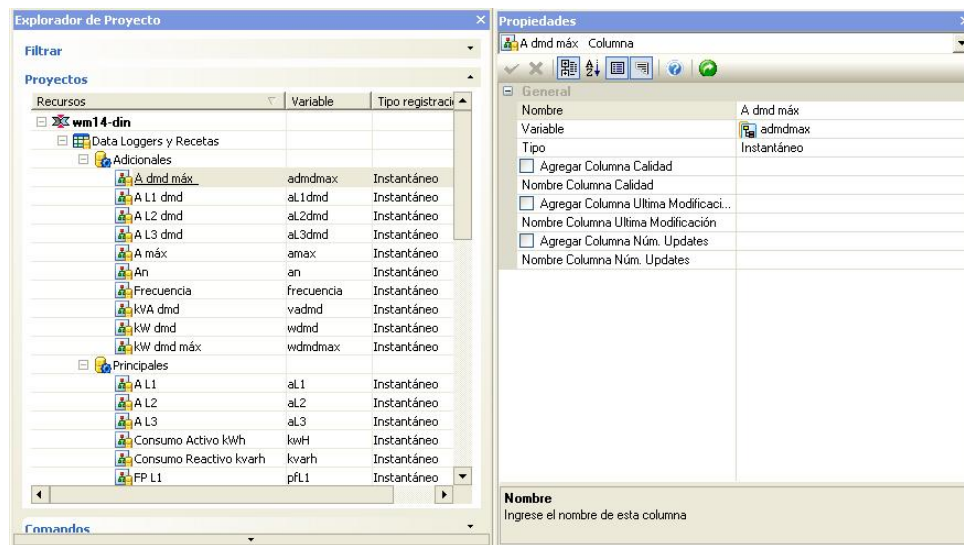 Explorador de Proyecto
Filtrar
Proyectos
Recursos Variable Tipo registracio
wm14-din
Data Loggers y Recetas
Adicionales
A dmd máx admdmax Instantáneo
A L1 dmd aL1dmd Instantáneo
A L2 dmd aL2dmd Instantáneo
A L3 dmd aL3dmd Instantáneo
A máx amax Instantáneo
An an Instantáneo
Frecuencia frecuencia Instantáneo
kVA dmd vadmd Instantáneo
kW dmd wdmd Instantáneo
kW dmd máx wdmdmax Instantáneo
Principales
A L1 aL1 Instantáneo
A L2 aL2 Instantáneo
A L3 aL3 Instantáneo
Consumo Activo kWh kwH Instantáneo
Consumo Reactivo kvarh kvarh Instantáneo
FP L1 pfL1 Instantáneo
Comandos
Propiedades
A dmd máx Columna
General
Nombre A dmd máx
Variable admdmax
Tipo Instantáneo
Agregar Columna Calidad
Nombre Columna Calidad
Agregar Columna Ultima Modificaci...
Nombre Columna Ultima Modificación
Agregar Columna Núm. Updates
Nombre Columna Núm. Updates
Nombre
Ingrese el nombre de esta columna